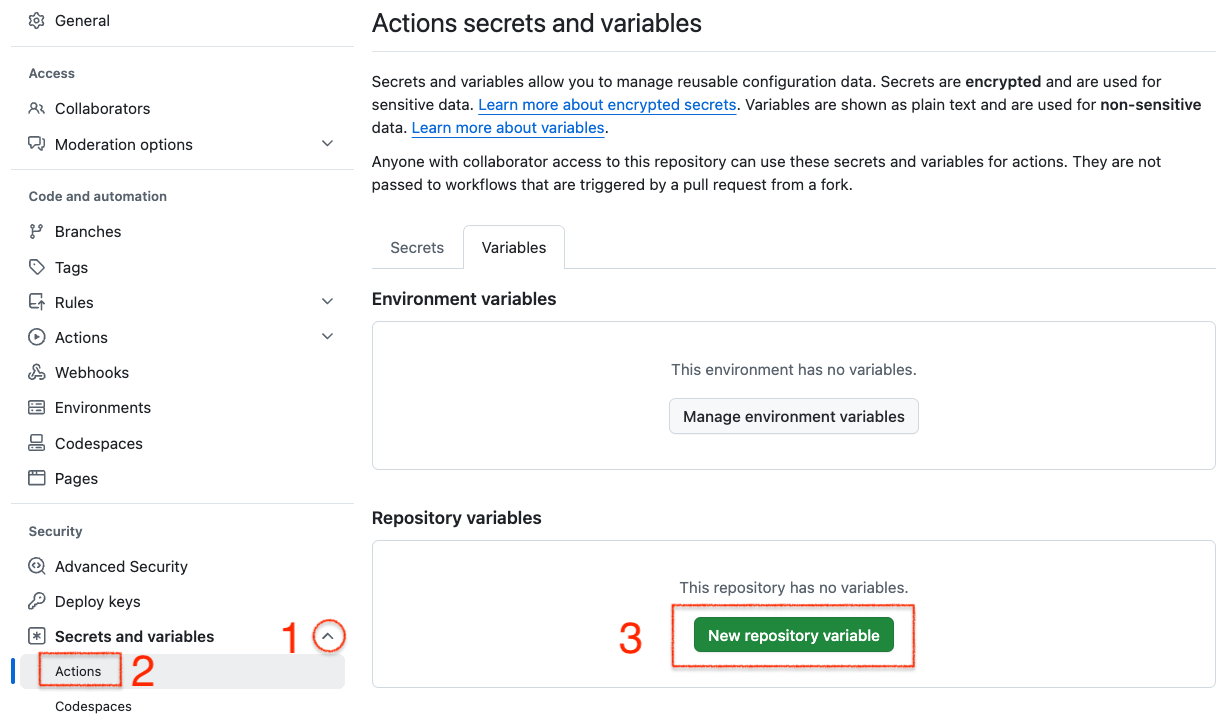 General
Access
Collaborators
Moderation options
Code and automation
Branches
Tags
Rules
Actions
Webhooks
Environments
Codespaces
Pages
Security
Advanced Security
Deploy keys
Secrets and variables 1
Actions 2
Codespaces
Actions secrets and variables
Secrets and variables allow you to manage reusable configuration data. Secrets are encrypted and are used for
sensitive data. Learn more about encrypted secrets. Variables are shown as plain text and are used for non-sensitive
data. Learn more about variables.
Anyone with collaborator access to this repository can use these secrets and variables for actions. They are not
passed to workflows that are triggered by a pull request from a fork.
Secrets Variables
Environment variables
This environment has no variables.
Manage environment variables
Repository variables
This repository has no variables.
3 New repository variable